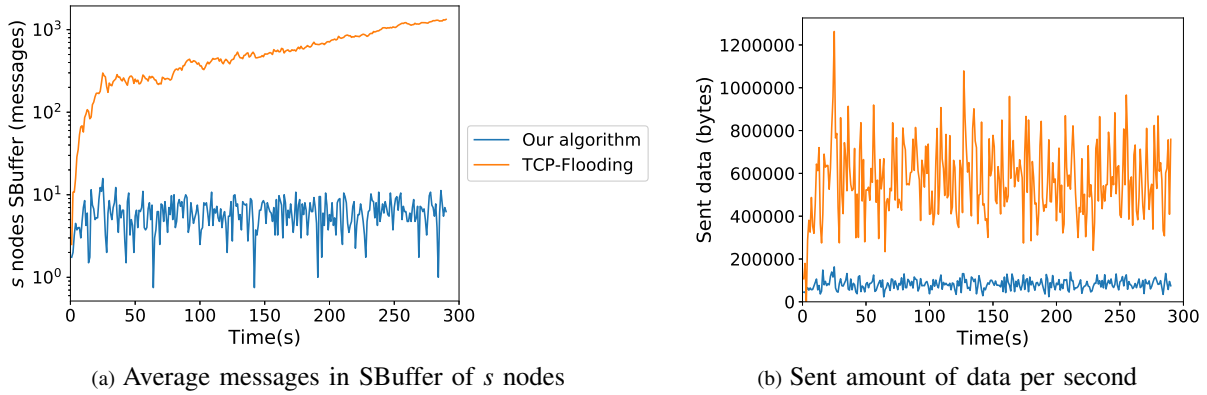 s nodes SBuffer (messages)
10³
10²
10¹
10⁰
0 50 100 150 200 250 300
Time(s)
Our algorithm
TCP-Flooding
(a) Average messages in SBuffer of s nodes
Sent data (bytes)
1200000
1000000
800000
600000
400000
200000
0
0 50 100 150 200 250 300
Time(s)
(b) Sent amount of data per second